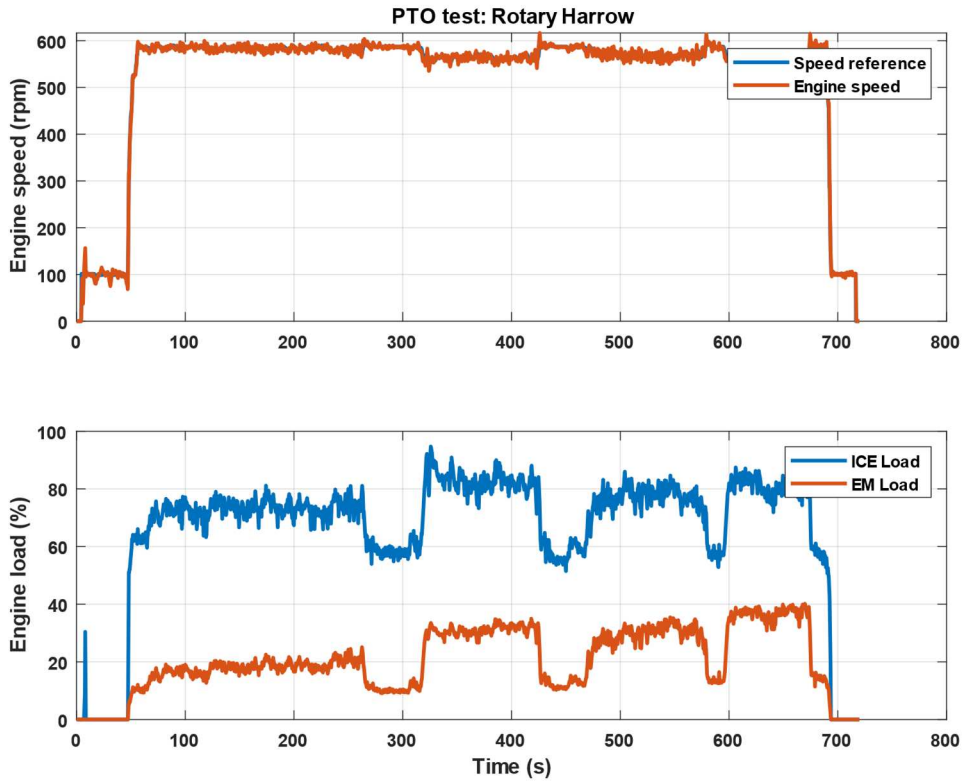 PTO test: Rotary Harrow
Engine speed (rpm)
600
500
400
300
200
100
0
0 100 200 300 400 500 600 700 800
Speed reference
Engine speed
Engine load (%)
100
80
60
40
20
0
0 100 200 300 400 500 600 700 800
ICE Load
EM Load
Time (s)